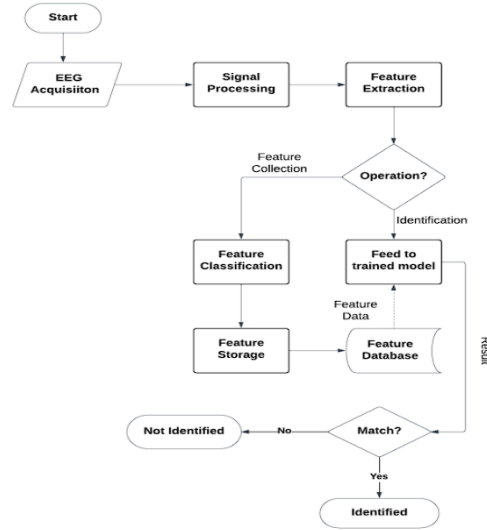 Start
EEG
Acquisiiton
Signal
Processing
Feature
Extraction
Feature
Collection
Operation?
Identification
Feature
Classification
Feed to
trained model
Feature
Data
Feature
Storage
Feature
Database
Result
Not Identified
No
Match?
Yes
Identified